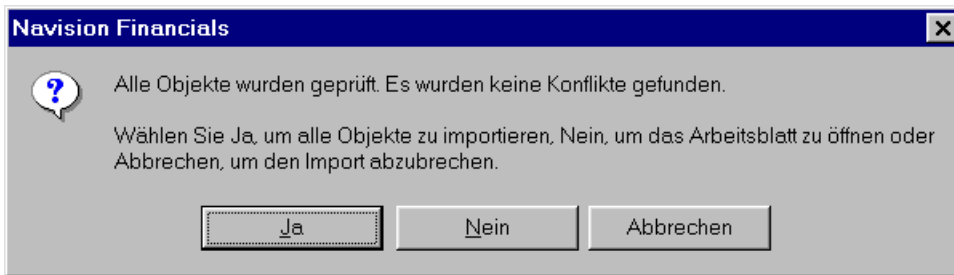 Navision Financials
Alle Objekte wurden geprüft. Es wurden keine Konflikte gefunden.
Wählen Sie Ja, um alle Objekte zu importieren, Nein, um das Arbeitsblatt zu öffnen oder
Abbrechen, um den Import abzubrechen.
Ja
Nein
Abbrechen